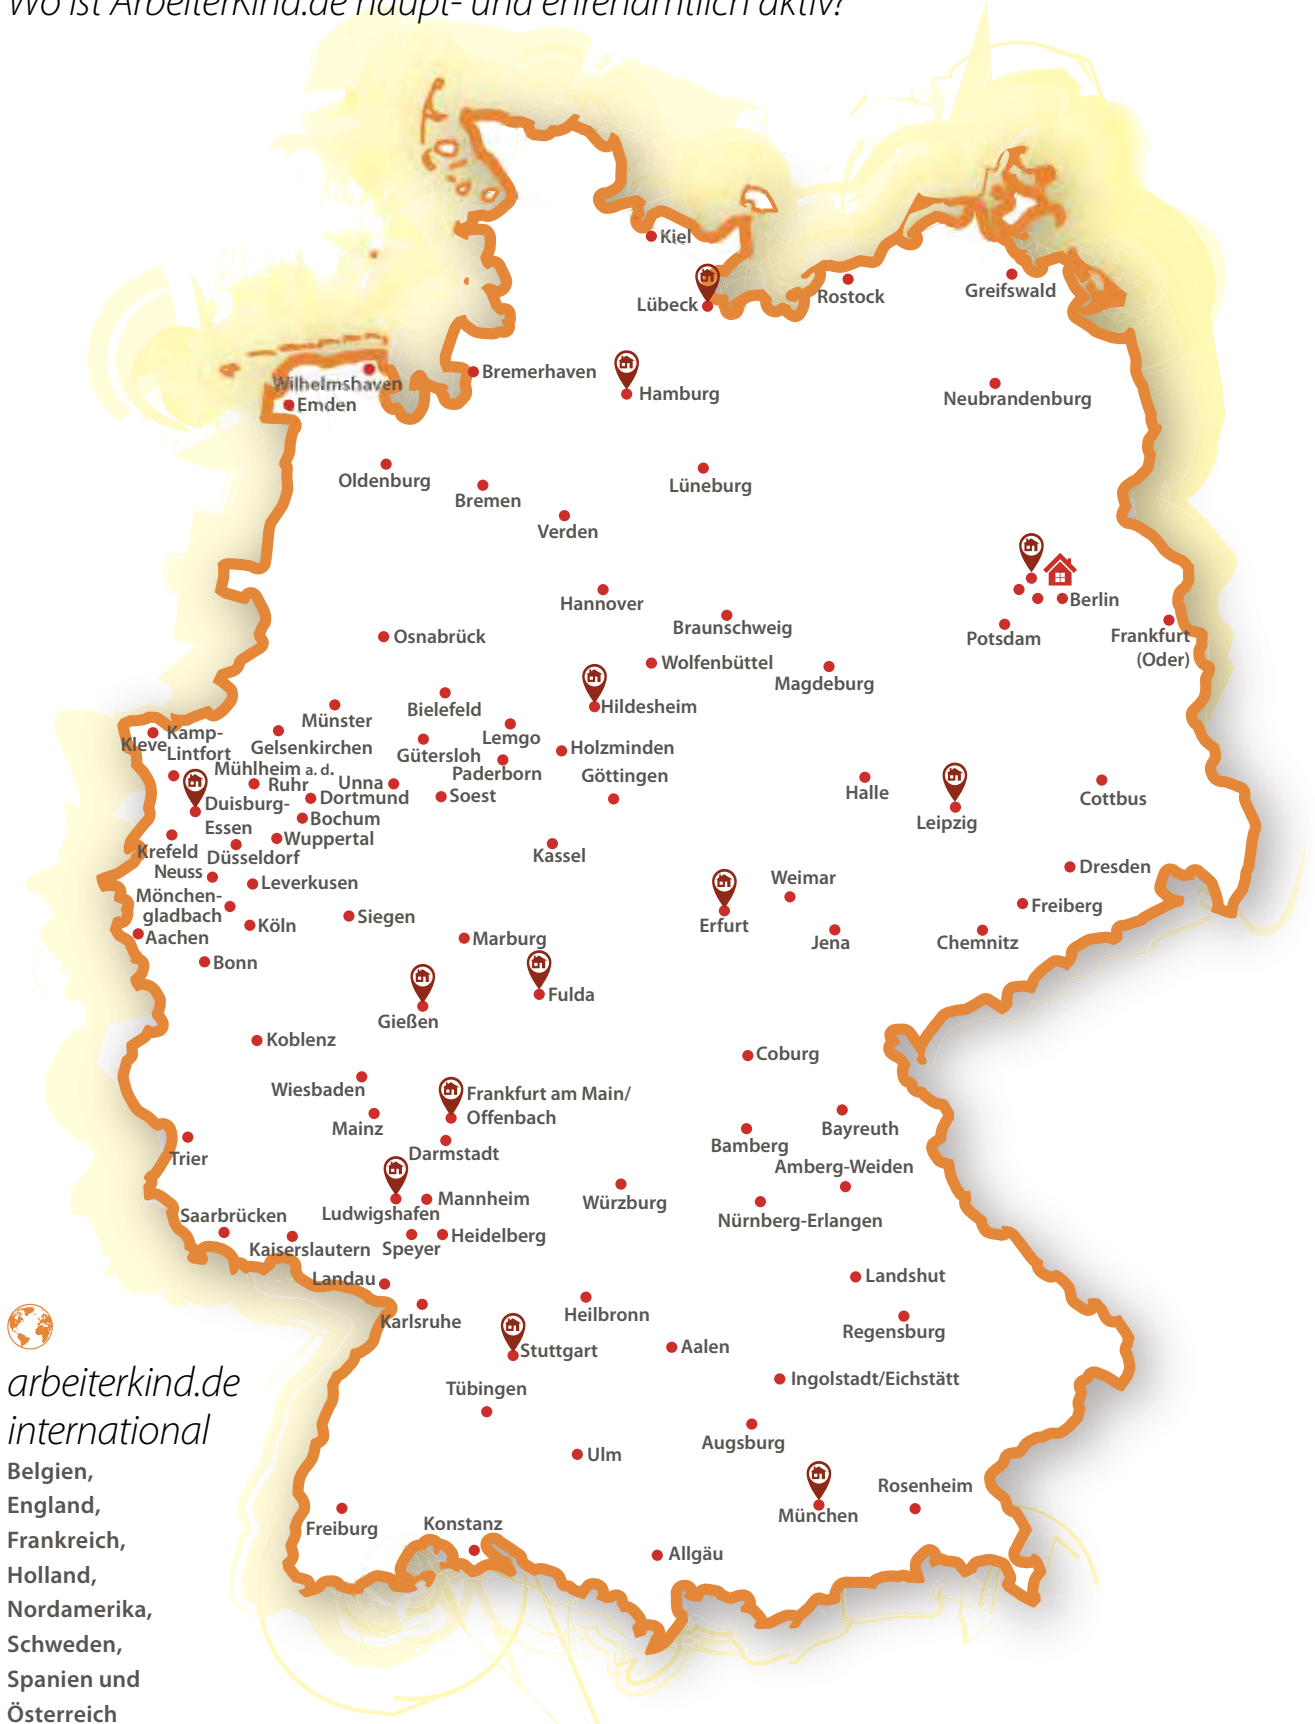 Wo ist ArbeiterKind.de haupt- und ehrenamtlich aktiv?
Kiel
Lübeck
Rostock
Greifswald
Wilhelmshaven
Emden
Bremerhaven
Hamburg
Neubrandenburg
Oldenburg
Bremen
Lüneburg
Verden
Hannover
Braunschweig
Berlin
Potsdam
Frankfurt
(Oder)
Osnabrück
Wolfenbüttel
Magdeburg
Hildesheim
Münster
Bielefeld
Lemgo
Kleve
Kamp-
Lintfort
Gelsenkirchen
Gütersloh
Holzminden
Mühlheim a. d.
Ruhr
Unna
Paderborn
Göttingen
Duisburg-
Essen
Dortmund
Soest
Bochum
Wuppertal
Halle
Leipzig
Cottbus
Krefeld
Düsseldorf
Kassel
Neuss
Leverkusen
Weimar
Dresden
Mönchen-
gladbach
Köln
Siegen
Erfurt
Jena
Chemnitz
Freiberg
Aachen
Marburg
Bonn
Fulda
Gießen
Koblenz
Coburg
Wiesbaden
Frankfurt am Main/
Offenbach
Mainz
Bayreuth
Bamberg
Trier
Darmstadt
Amberg-Weiden
Mannheim
Würzburg
Saarbrücken
Ludwigshafen
Nürnberg-Erlangen
Kaiserslautern
Speyer
Heidelberg
Landau
Landshut
Karlsruhe
Heilbronn
Regensburg
Stuttgart
Aalen
Ingolstadt/Eichstätt
Tübingen
Augsburg
Ulm
Rosenheim
München
Freiburg
Konstanz
Allgäu
arbeiterkind.de
international
Belgien,
England,
Frankreich,
Holland,
Nordamerika,
Schweden,
Spanien und
Österreich